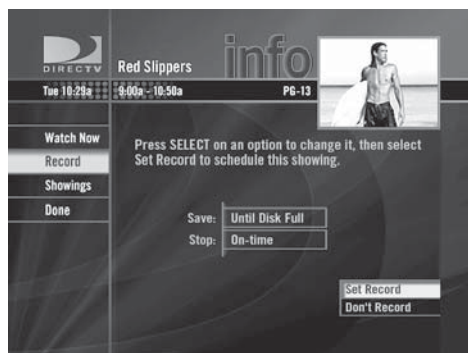 info
DIRECTV
Red Slippers
Tue 10:29a 9:00a - 10:50a PG-13
Watch Now
Record
Showings
Done
Press SELECT on an option to change it, then select
Set Record to schedule this showing.
Save: Until Disk Full
Stop: On-time
Set Record
Don't Record